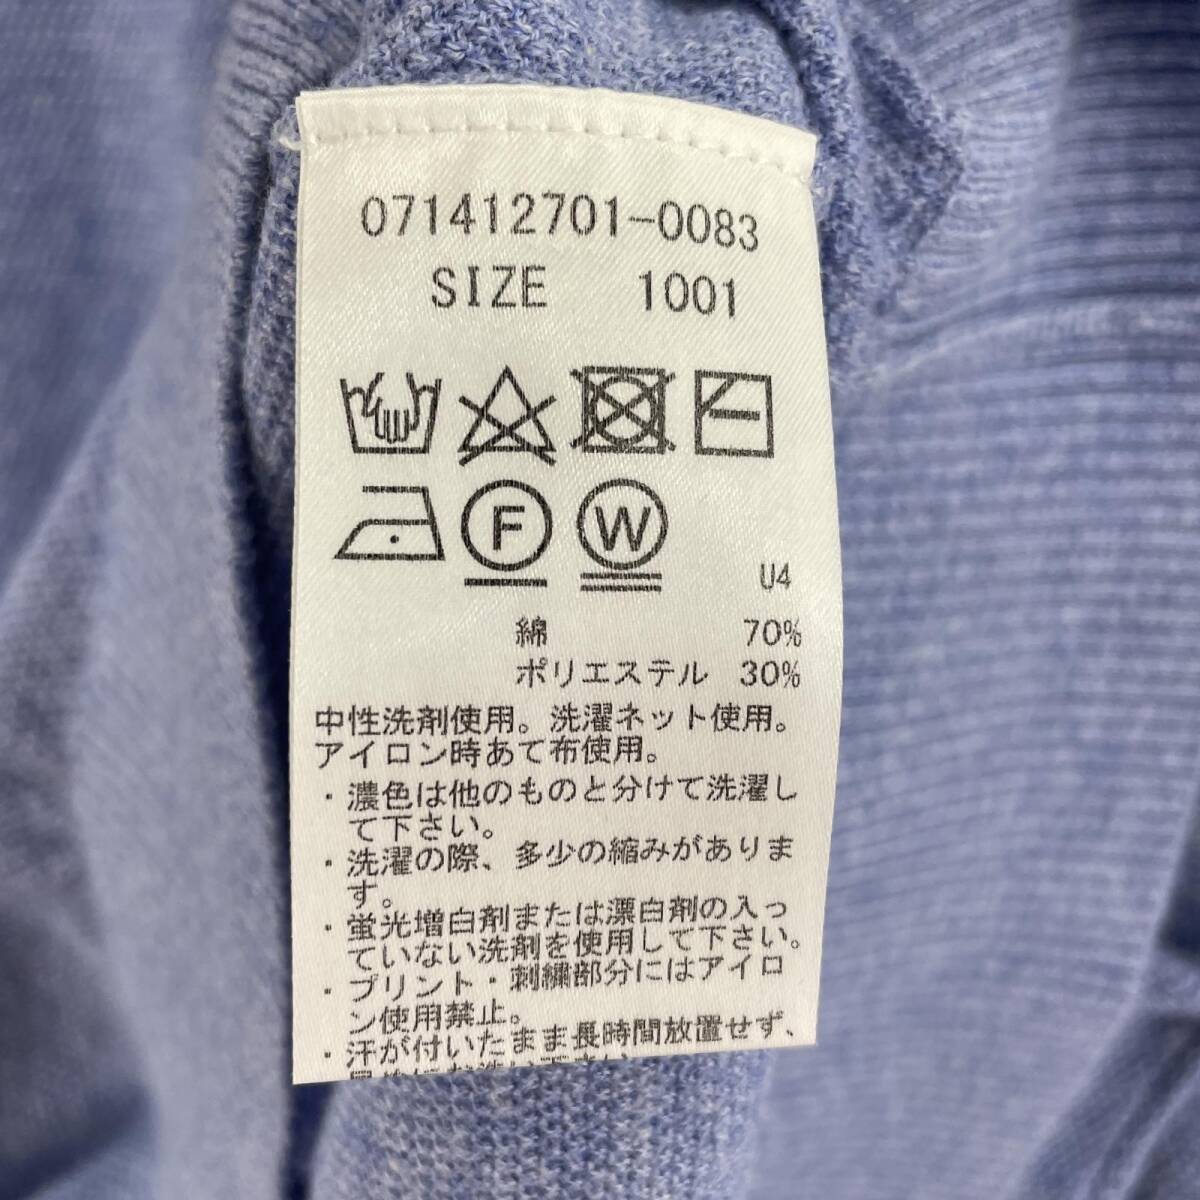 071412701-0083
SIZE 1001
F W
U4
綿 70%
ポリエステル 30%
中性洗剤使用。洗濯ネット使用。
アイロン時あて布使用。
・濃色は他のものと分けて洗濯し
て下さい。
・洗濯の際、多少の縮みがありま
す。
・蛍光増白剤または漂白剤の入っ
ていない洗剤を使用して下さい。
・プリント・刺繍部分にはアイロ
ン使用禁止。
・汗が付いたまま長時間放置せず、